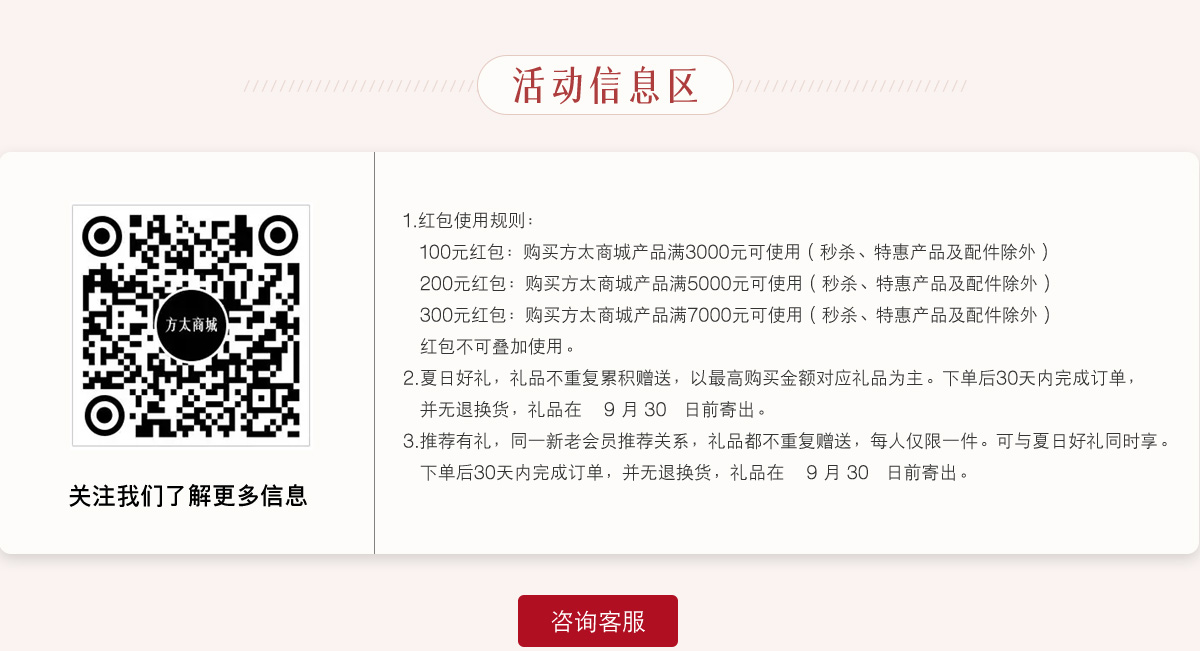 活动信息区
方太商城
关注我们了解更多信息
1.红包使用规则：
100元红包：购买方太商城产品满3000元可使用（秒杀、特惠产品及配件除外）
200元红包：购买方太商城产品满5000元可使用（秒杀、特惠产品及配件除外）
300元红包：购买方太商城产品满7000元可使用（秒杀、特惠产品及配件除外）
红包不可叠加使用。
2.夏日好礼，礼品不重复累积赠送，以最高购买金额对应礼品为主。下单后30天内完成订单，
并无退换货，礼品在 9 月 30 日前寄出。
3.推荐有礼，同一新老会员推荐关系，礼品都不重复赠送，每人仅限一件。可与夏日好礼同时享。
下单后30天内完成订单，并无退换货，礼品在 9 月 30 日前寄出。
咨询客服